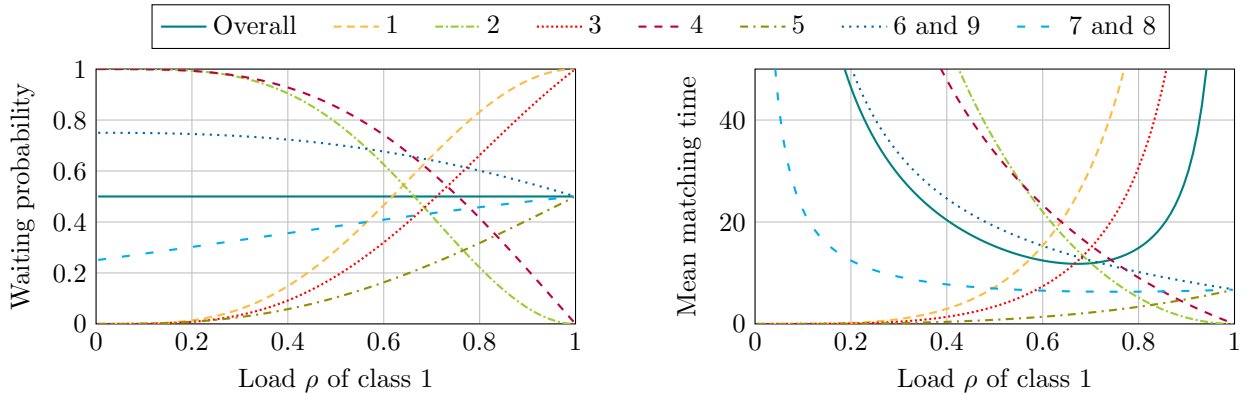 Overall 1 2 3 4 5 6 and 9 7 and 8
Waiting probability
1
0.8
0.6
0.4
0.2
0
0 0.2 0.4 0.6 0.8 1
Load ρ of class 1
Mean matching time
40
20
0
0 0.2 0.4 0.6 0.8 1
Load ρ of class 1